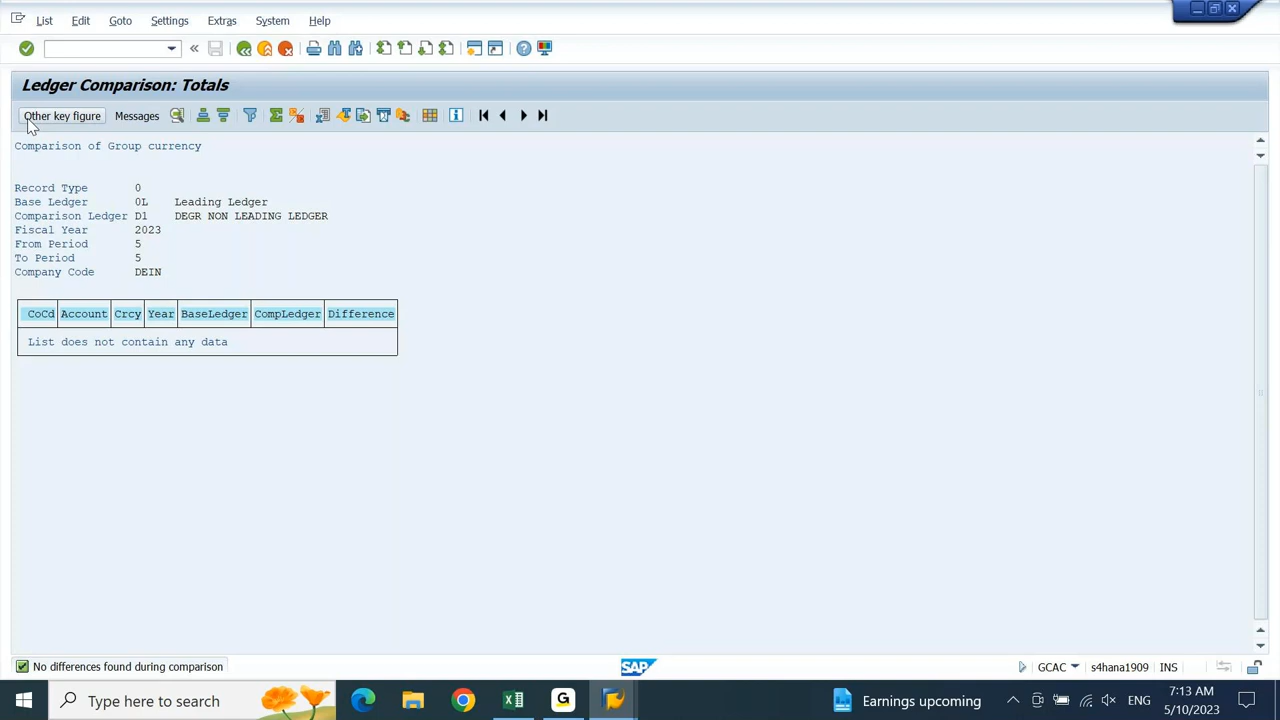 List Edit Goto Settings Extras System Help
Ledger Comparison: Totals
Other key figure Messages
Comparison of Group currency
Record Type 0
Base Ledger 0L Leading Ledger
Comparison Ledger D1 DEGR NON LEADING LEDGER
Fiscal Year 2023
From Period 5
To Period 5
Company Code DEIN
CoCd Account Crcy Year BaseLedger CompLedger Difference
List does not contain any data
No differences found during comparison SAP GCAC s4hana1909 INS
Type here to search G Earnings upcoming ENG 7:13 AM
5/10/2023